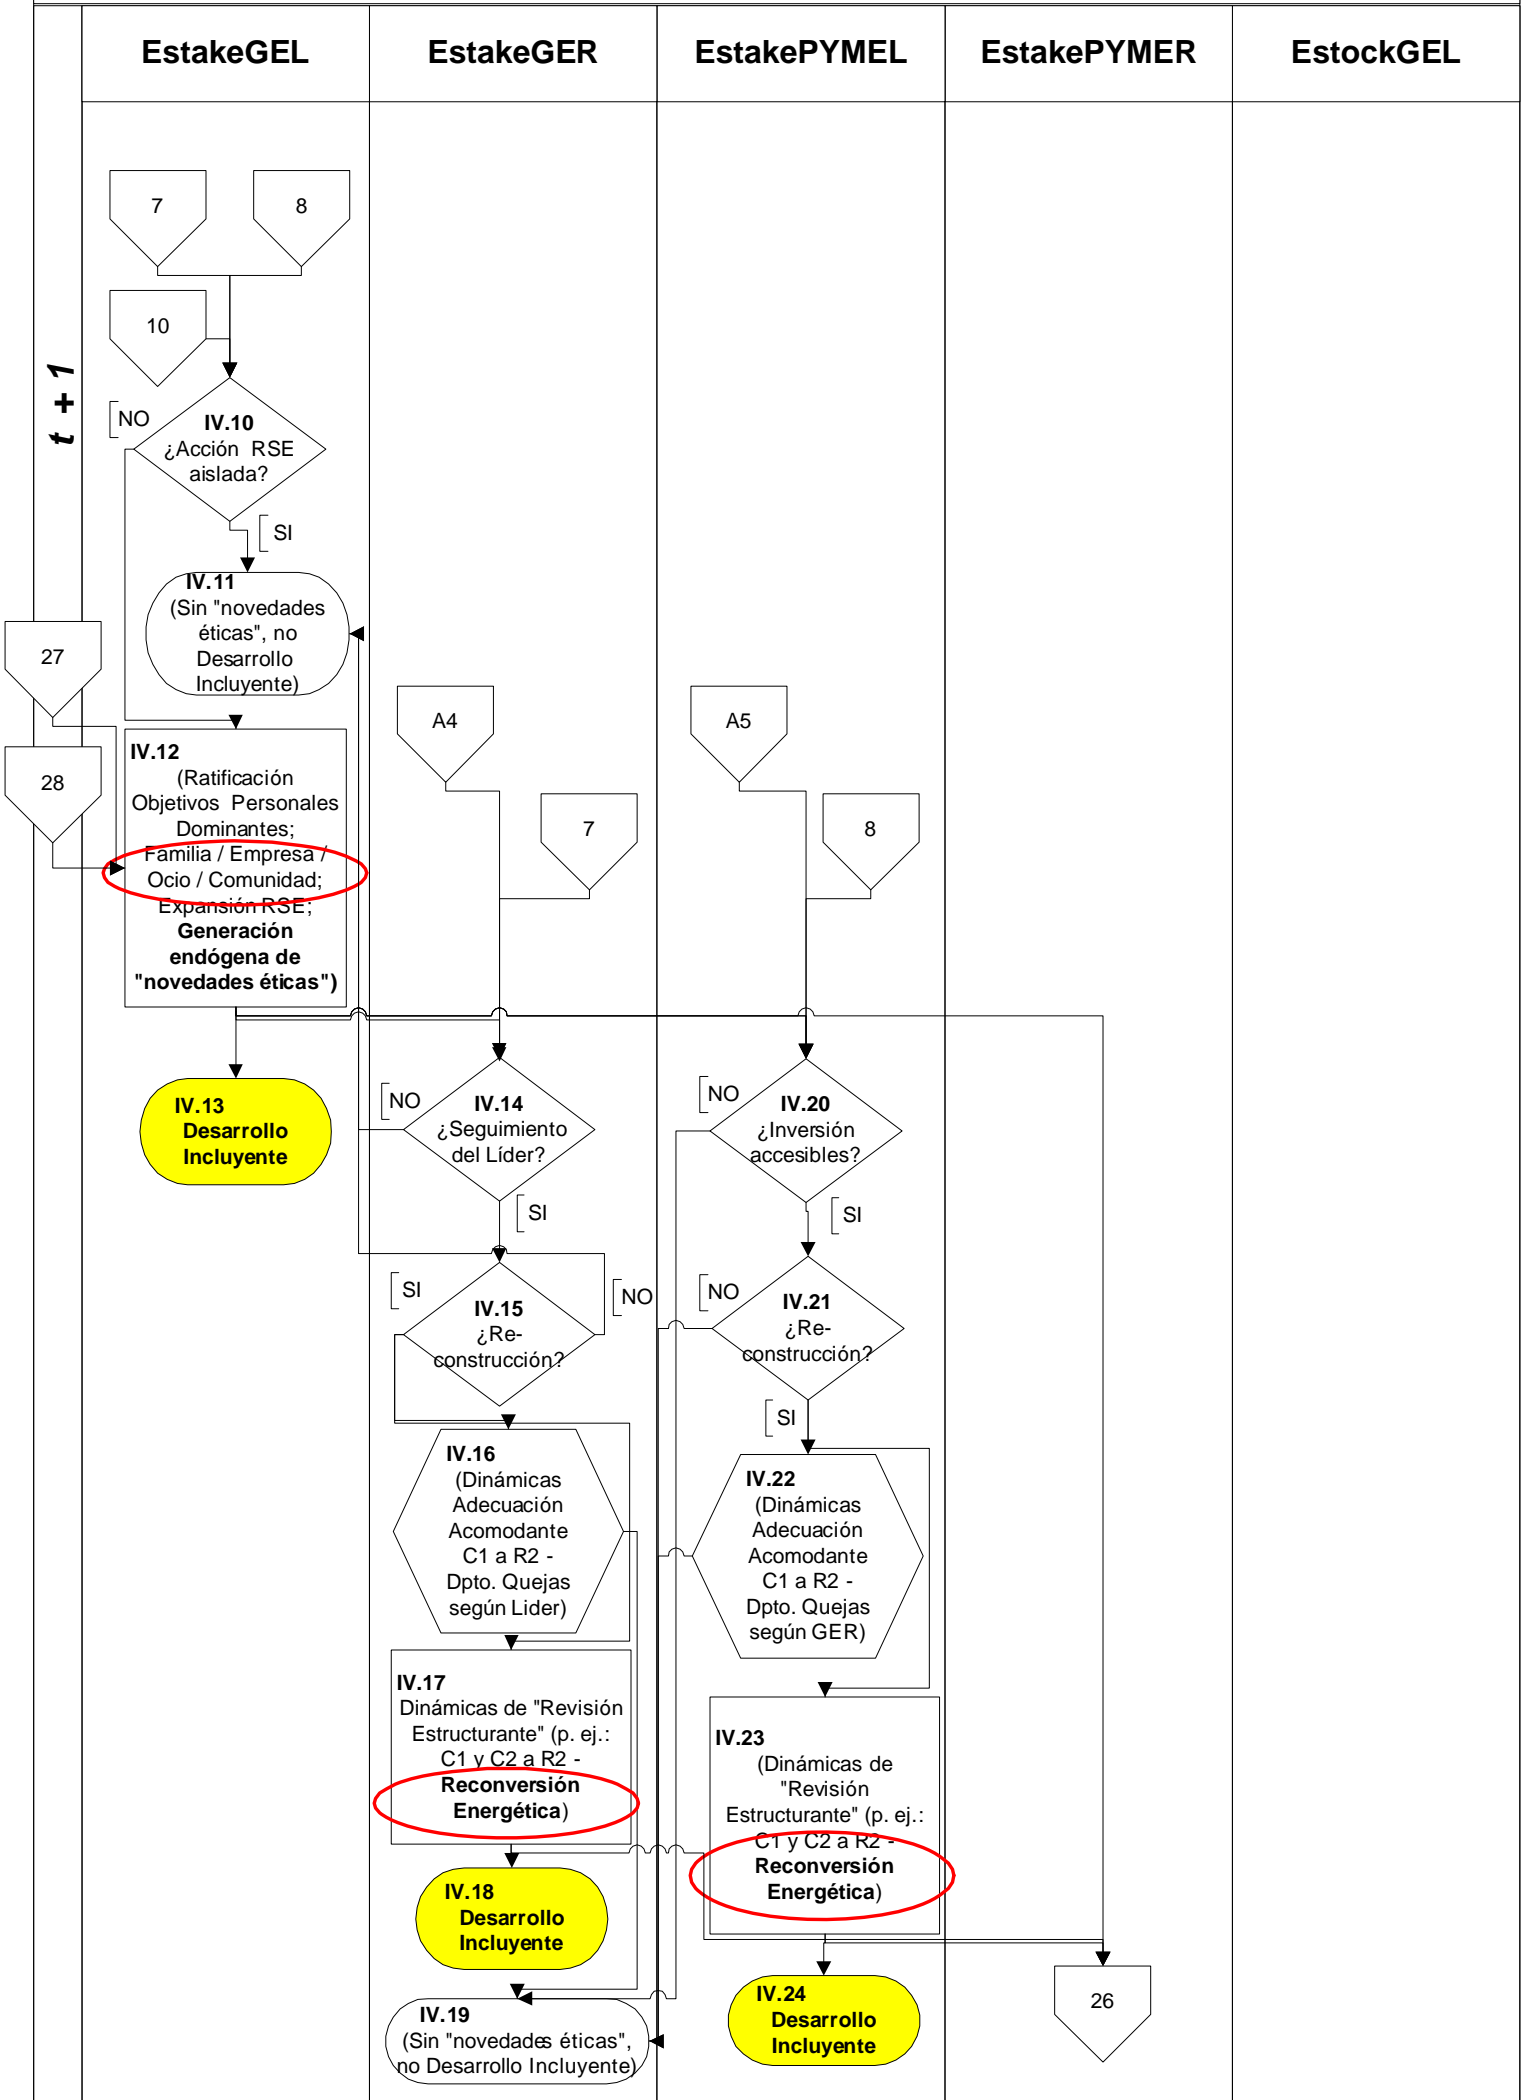 EstakeGEL
EstakeGER
EstakePYMEL
EstakePYMER
EstockGEL
t + 1
7
8
10
NO
IV.10
¿Acción RSE
aislada?
SI
IV.11
(Sin "novedades
éticas", no
Desarrollo
Incluyente)
27
28
IV.12
(Ratificación
Objetivos Personales
Dominantes;
Familia / Empresa /
Ocio / Comunidad;
Expansión RSE;
Generación
endógena de
"novedades éticas")
IV.13
Desarrollo
Incluyente
A4
7
NO
IV.14
¿Seguimiento
del Líder?
SI
SI
IV.15
¿Re-
construcción?
NO
IV.16
(Dinámicas
Adecuación
Acomodante
C1 a R2 -
Dpto. Quejas
según Lider)
IV.17
Dinámicas de "Revisión
Estructurante" (p. ej.:
C1 y C2 a R2 -
Reconversión
Energética)
IV.18
Desarrollo
Incluyente
IV.19
(Sin "novedades éticas",
no Desarrollo Incluyente)
A5
8
NO
IV.20
¿Inversión
accesibles?
SI
NO
IV.21
¿Re-
construcción?
SI
IV.22
(Dinámicas
Adecuación
Acomodante
C1 a R2 -
Dpto. Quejas
según GER)
IV.23
(Dinámicas de
"Revisión
Estructurante" (p. ej.:
C1 y C2 a R2 -
Reconversión
Energética)
IV.24
Desarrollo
Incluyente
26